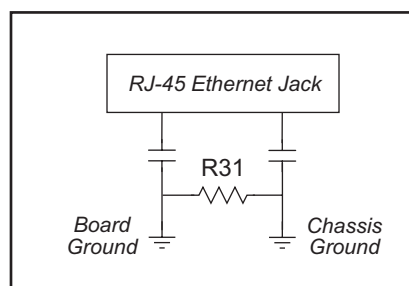 RJ-45 Ethernet Jack
R31
Board
Ground
Chassis
Ground